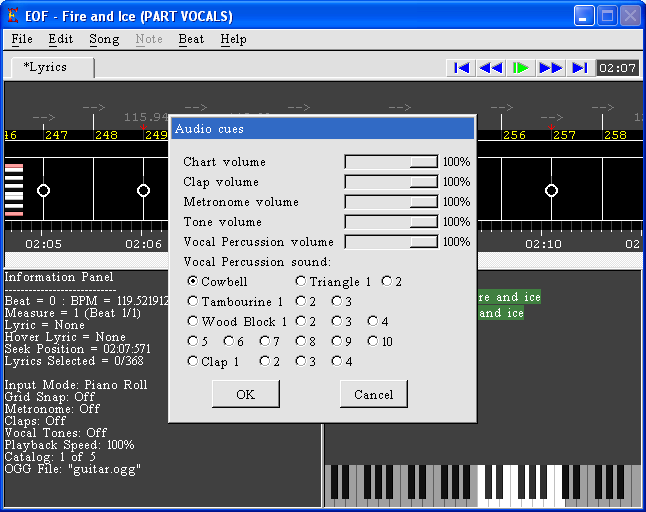 EOF - Fire and Ice (PART VOCALS)
File Edit Song Note Beat Help
*Lyrics 02:07
--> --> --> --> --> -->
115.94
46 247 248 249 256 257 258
02:05 02:06 02:10 02
Audio cues
Chart volume 100%
Clap volume 100%
Metronome volume 100%
Tone volume 100%
Vocal Percussion volume 100%
Vocal Percussion sound:
Cowbell Triangle 1 2
Tambourine 1 2 3
Wood Block 1 2 3 4
5 6 7 8 9 10
Clap 1 2 3 4
OK Cancel
Information Panel
----------------------------
Beat = 0 : BPM = 119.521912
Measure = 1 (Beat 1/1)
Lyric = None
Hover Lyric = None
Seek Position = 02:07:571
Lyrics Selected = 0/368
Input Mode: Piano Roll
Grid Snap: Off
Metronome: Off
Claps: Off
Vocal Tones: Off
Playback Speed: 100%
Catalog: 1 of 5
OGG File: "guitar.ogg"
re and ice
and ice